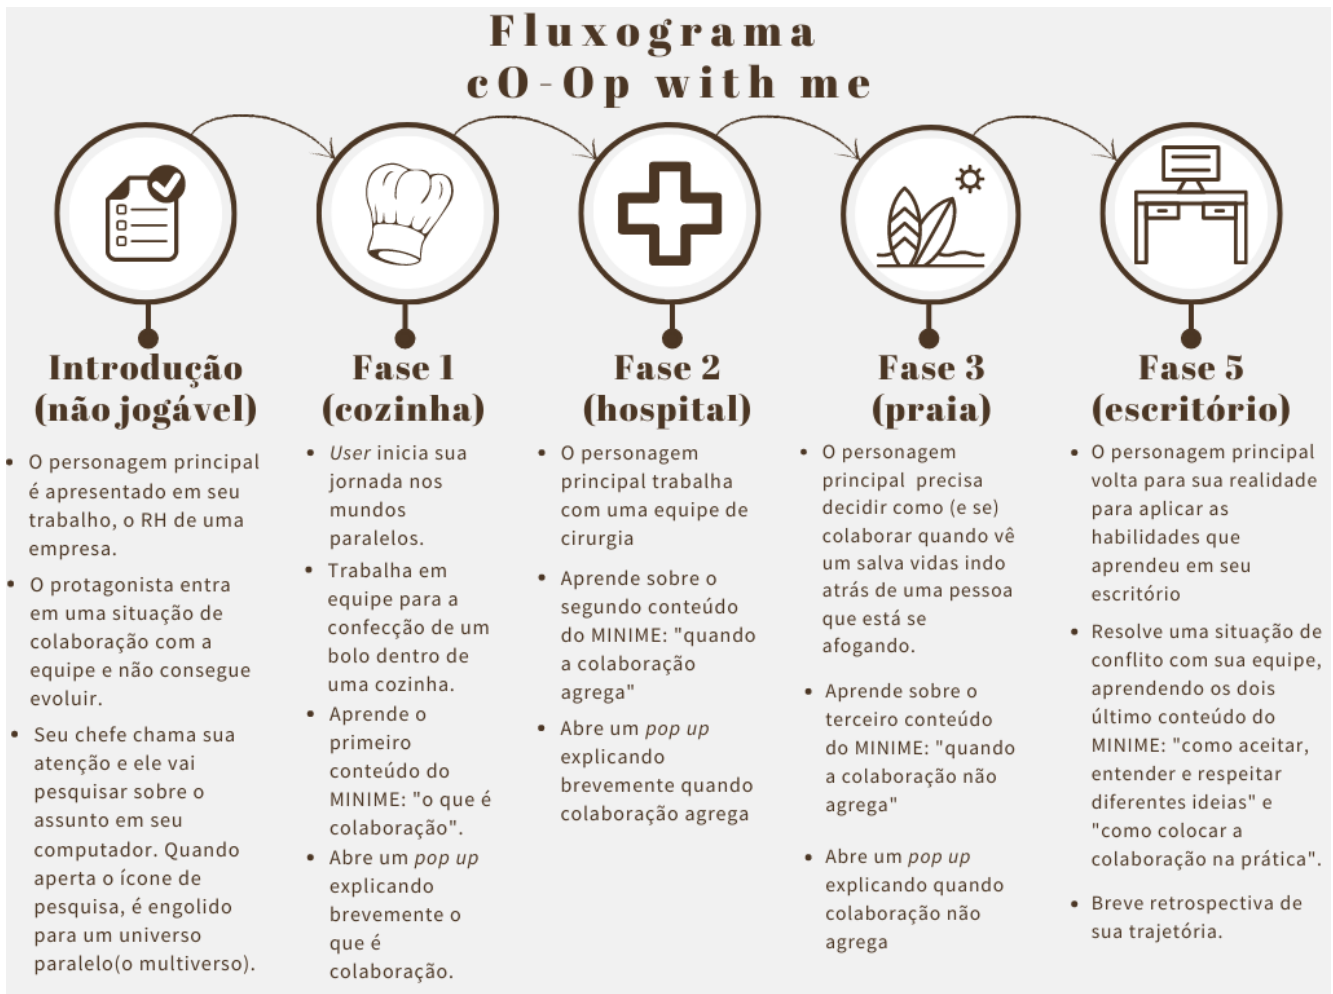 Fluxograma
cO-Op with me
Introdução
(não jogável)
• O personagem principal
é apresentado em seu
trabalho, o RH de uma
empresa.
• O protagonista entra
em uma situação de
colaboração com a
equipe e não consegue
evoluir.
• Seu chefe chama sua
atenção e ele vai
pesquisar sobre o
assunto em seu
computador. Quando
aperta o ícone de
pesquisa, é engolido
para um universo
paralelo(o multiverso).
Fase 1
(cozinha)
• User inicia sua
jornada nos
mundos
paralelos.
• Trabalha em
equipe para a
confecção de um
bolo dentro de
uma cozinha.
• Aprende o
primeiro
conteúdo do
MINIME: "o que é
colaboração".
• Abre um pop up
explicando
brevemente o
que é
colaboração.
Fase 2
(hospital)
• O personagem
principal trabalha
com uma equipe de
cirurgia
• Aprende sobre o
segundo conteúdo
do MINIME: "quando
a colaboração
agrega"
• Abre um pop up
explicando
brevemente quando
colaboração agrega
Fase 3
(praia)
• O personagem
principal precisa
decidir como (e se)
colaborar quando vê
um salva vidas indo
atrás de uma pessoa
que está se
afogando.
• Aprende sobre o
terceiro conteúdo
do MINIME: "quando
a colaboração não
agrega"
• Abre um pop up
explicando quando
colaboração não
agrega
Fase 5
(escritório)
• O personagem principal
volta para sua realidade
para aplicar as
habilidades que
aprendeu em seu
escritório
• Resolve uma situação de
conflito com sua equipe,
aprendendo os dois
último conteúdo do
MINIME: "como aceitar,
entender e respeitar
diferentes ideias" e
"como colocar a
colaboração na prática".
• Breve retrospectiva de
sua trajetória.